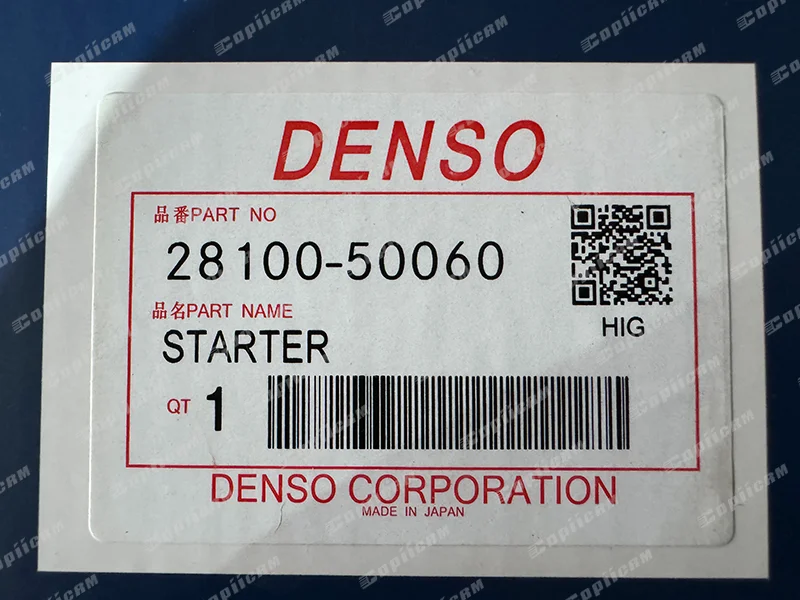 DENSO
品番PART NO
28100-50060
HIG
品名PART NAME
STARTER
QT 1
DENSO CORPORATION
MADE IN JAPAN
Copiicam